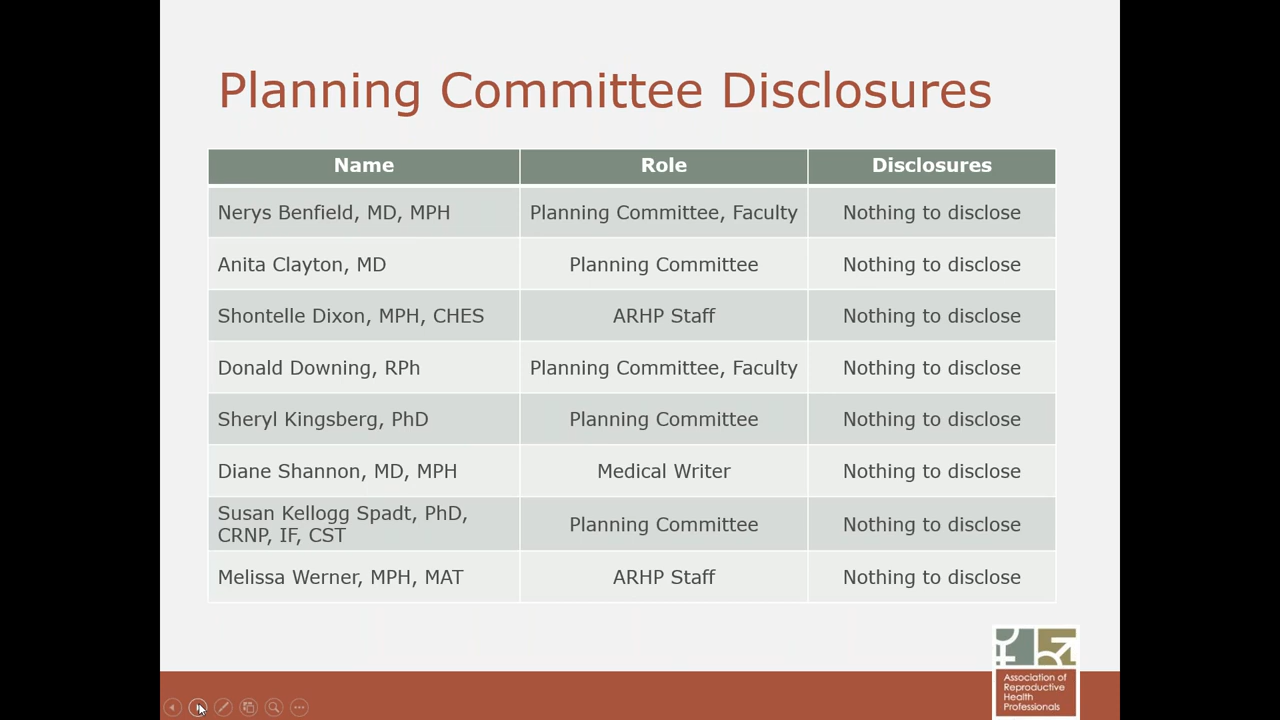 Planning Committee Disclosures
Name Role Disclosures
Nerys Benfield, MD, MPH Planning Committee, Faculty Nothing to disclose
Anita Clayton, MD Planning Committee Nothing to disclose
Shontelle Dixon, MPH, CHES ARHP Staff Nothing to disclose
Donald Downing, RPh Planning Committee, Faculty Nothing to disclose
Sheryl Kingsberg, PhD Planning Committee Nothing to disclose
Diane Shannon, MD, MPH Medical Writer Nothing to disclose
Susan Kellogg Spadt, PhD,
CRNP, IF, CST Planning Committee Nothing to disclose
Melissa Werner, MPH, MAT ARHP Staff Nothing to disclose
Association of
Reproductive
Health
Professionals